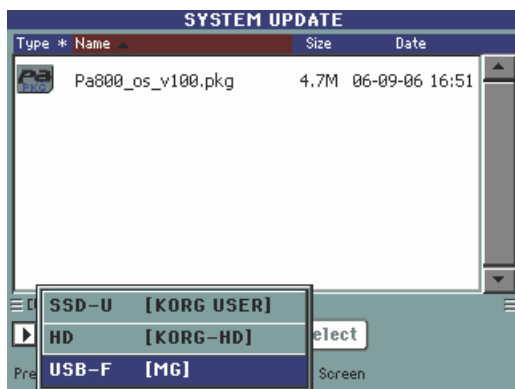 SYSTEM UPDATE
Type * Name Size Date
Pa PKG Pa800_os_v100.pkg 4.7M 06-09-06 16:51
SSD-U [KORG USER]
HD [KORG-HD] elect
USB-F [MG] Screen
Pre